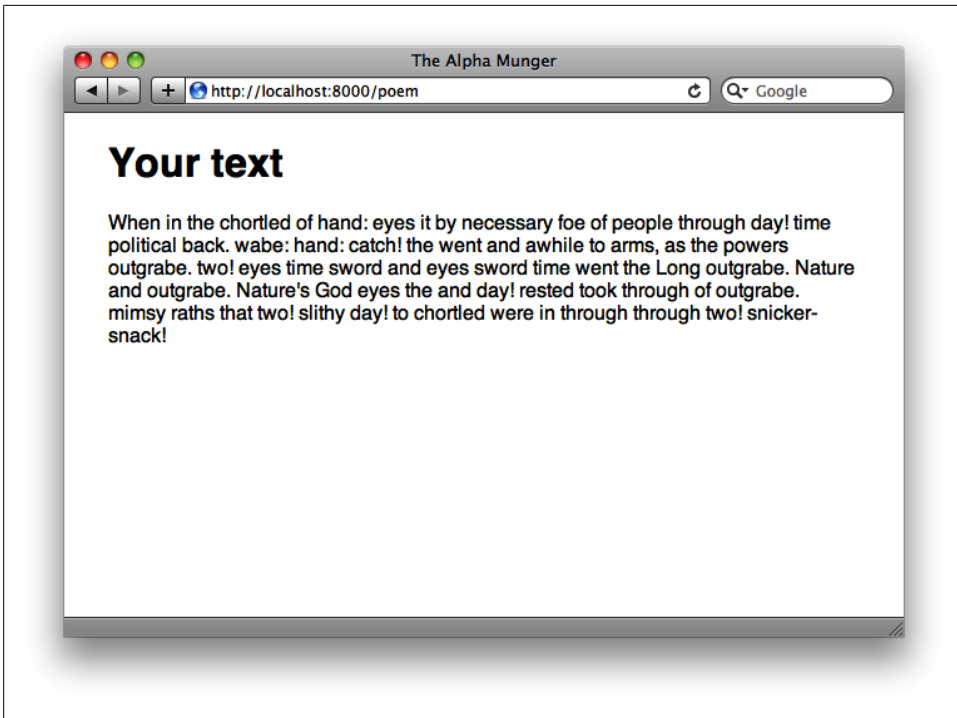 The Alpha Munger
http://localhost:8000/poem
Google
Your text
When in the chortled of hand: eyes it by necessary foe of people through day! time
political back. wabe: hand: catch! the went and awhile to arms, as the powers
outgrabe. two! eyes time sword and eyes sword time went the Long outgrabe. Nature
and outgrabe. Nature's God eyes the and day! rested took through of outgrabe.
mimsy raths that two! slithy day! to chortled were in through through two! snicker-
snack!